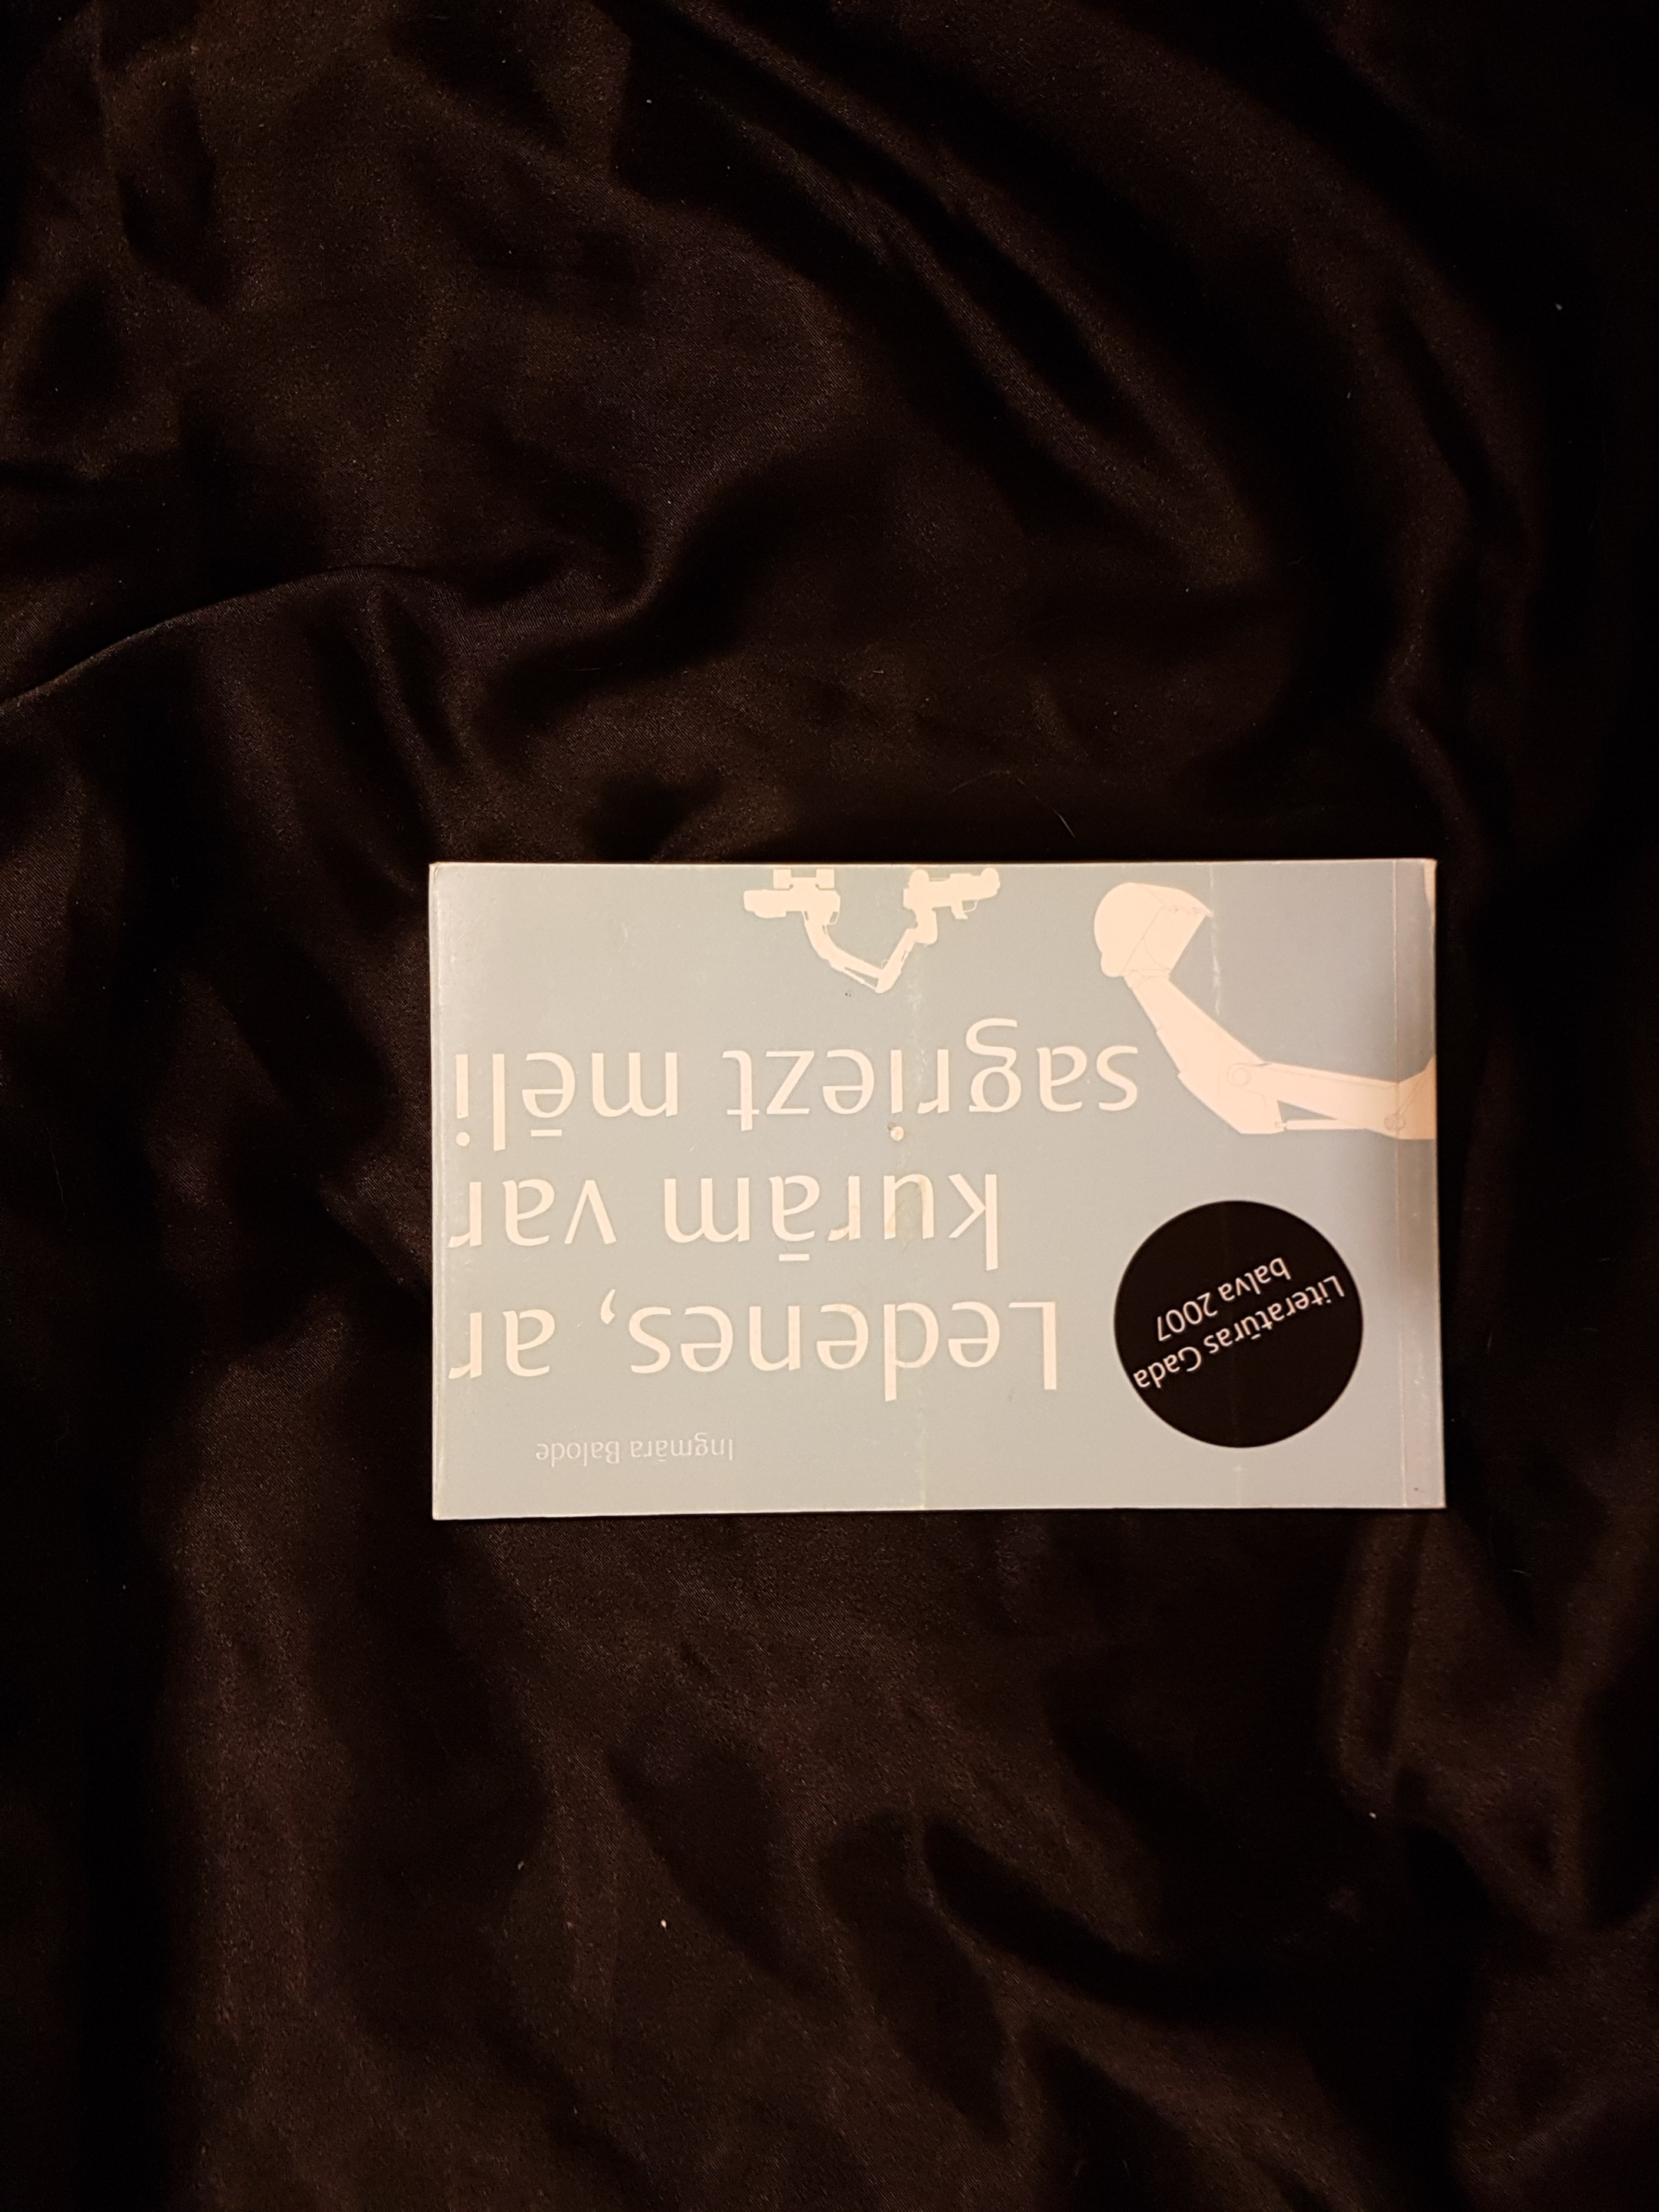 Ingmāra Balode
Ledenes, ar
kurām var
sagriezt mēli
Literatūras Gada
balva 2007